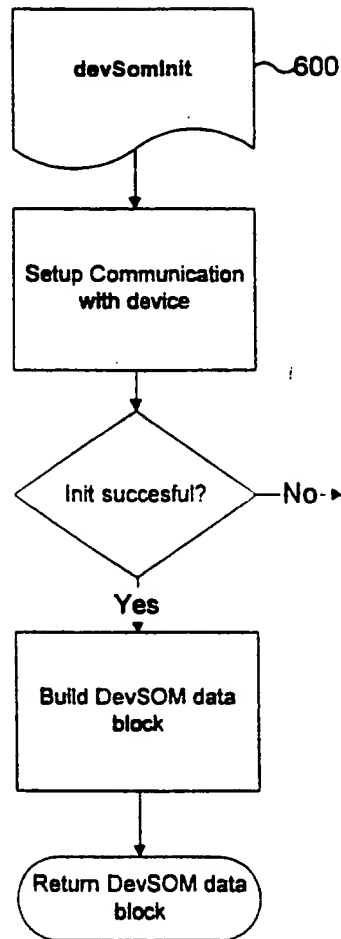 devSomInit
600
Setup Communication
with device
Init succesful?
No
Yes
Build DevSOM data
block
Return DevSOM data
block